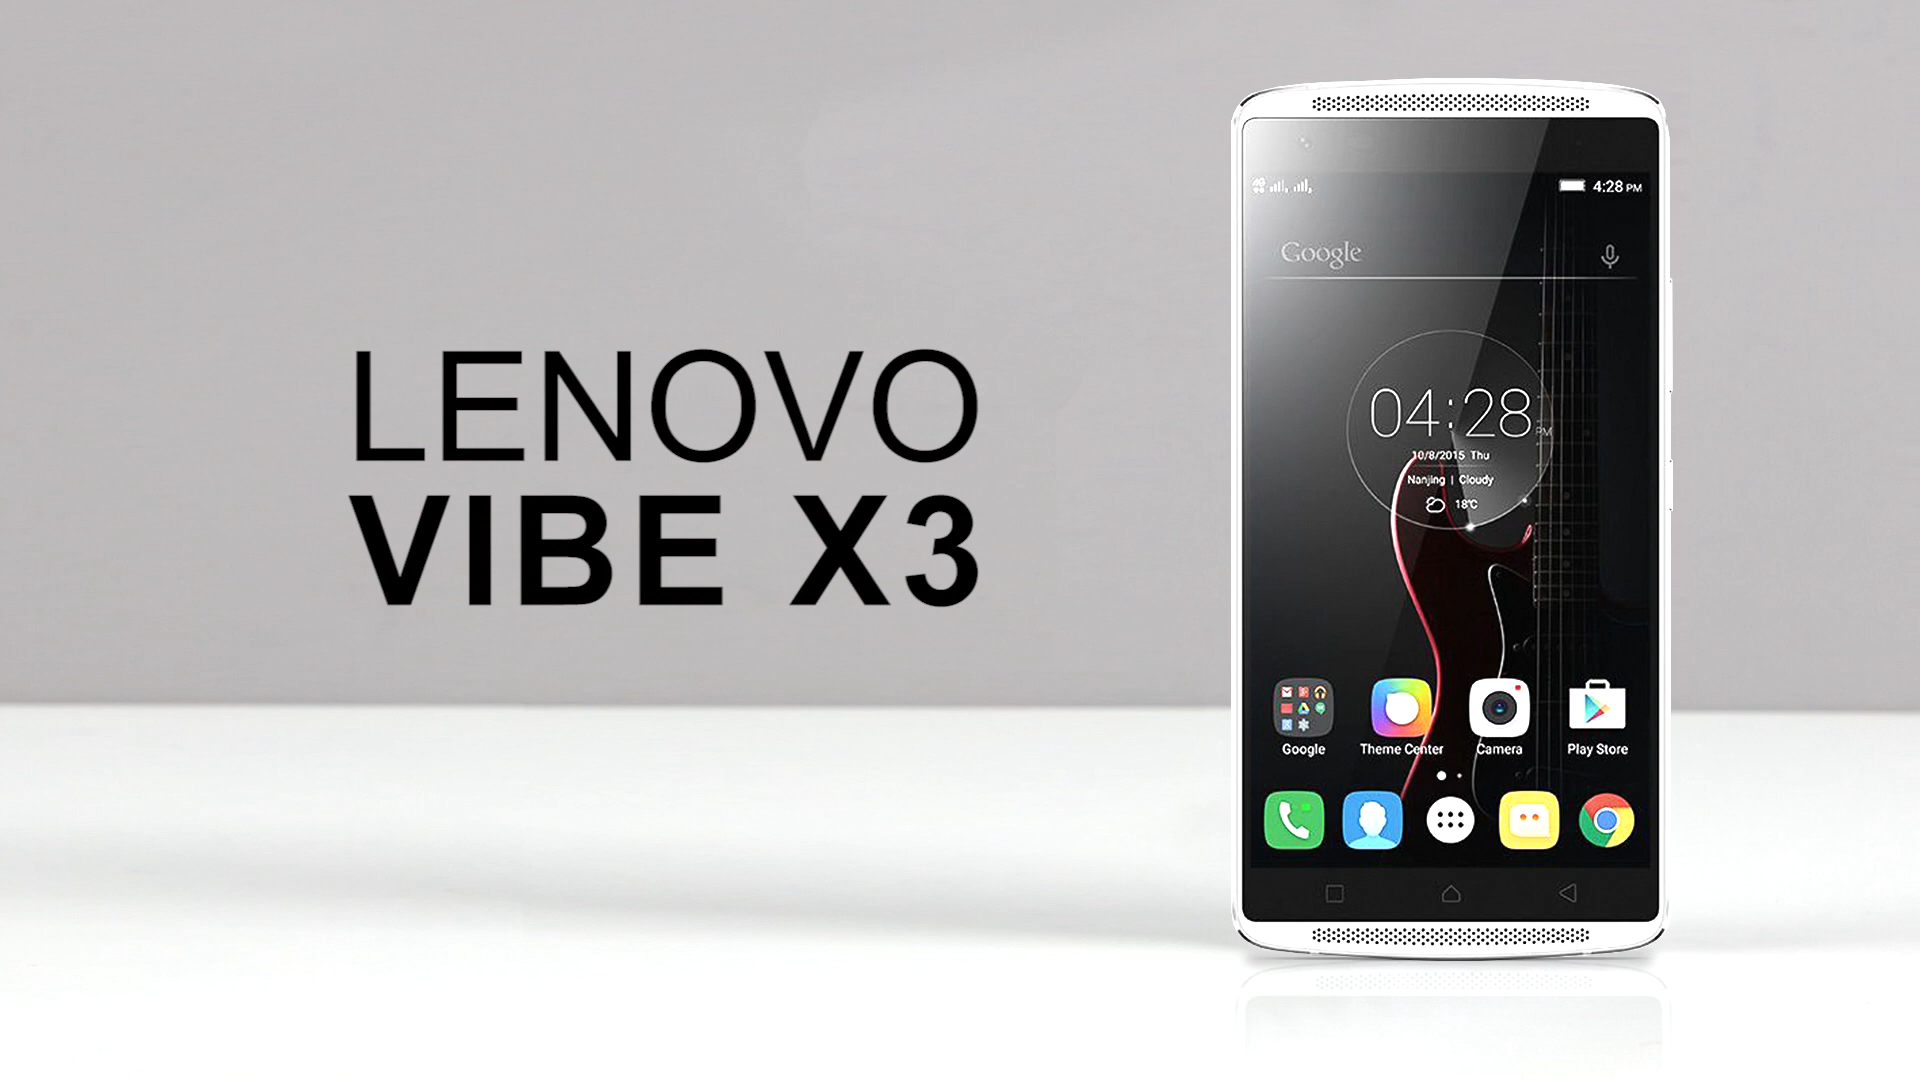 LENOVO
VIBE X3
4G
4:28 PM
Google
04:28 PM
10/8/2015 Thu
Nanjing | Cloudy
18°C
Google
Theme Center
Camera
Play Store